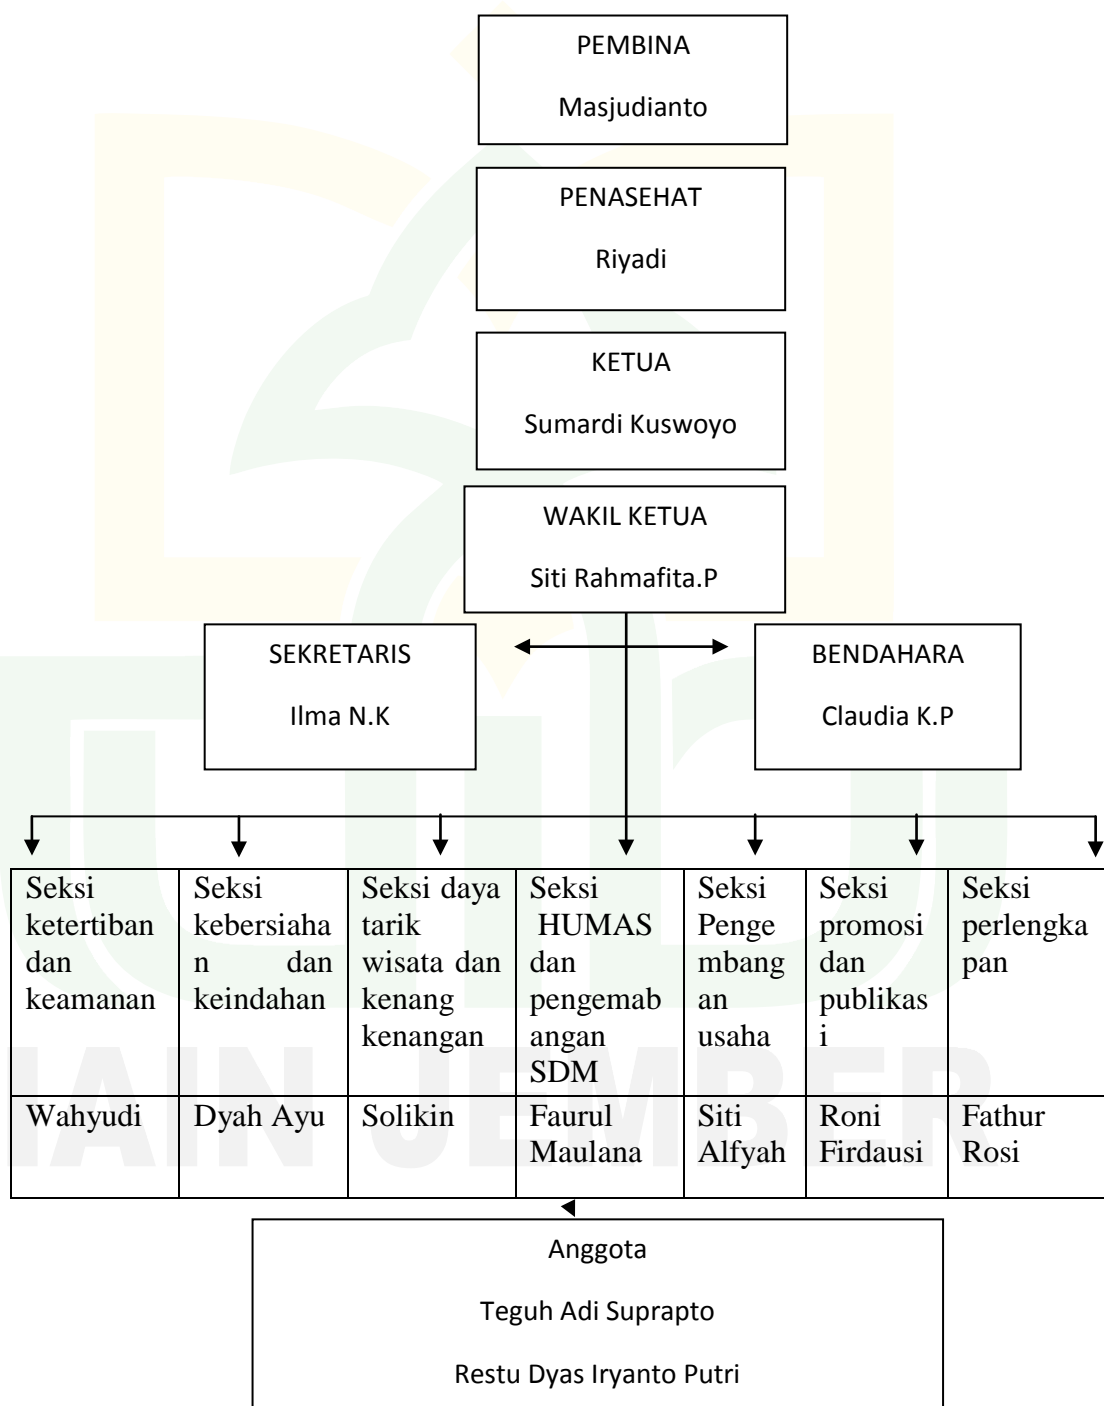 PEMBINA
Masjudianto
PENASEHAT
Riyadi
KETUA
Sumardi Kuswoyo
WAKIL KETUA
Siti Rahmafita.P
SEKRETARIS
Ilma N.K
BENDAHARA
Claudia K.P
Seksi
ketertiban
dan
keamanan
Seksi
kebersiaha
n dan
keindahan
Seksi daya
tarik
wisata dan
kenang
kenangan
Seksi
HUMAS
dan
pengemab
angan
SDM
Seksi
Penge
mbang
an
usaha
Seksi
promosi
dan
publikas
i
Seksi
perlengka
pan
Wahyudi
Dyah Ayu
Solikin
Faurul
Maulana
Siti
Alfyah
Roni
Firdausi
Fathur
Rosi
IAIN JEMBER
Anggota
Teguh Adi Suprapto
Restu Dyas Iryanto Putri